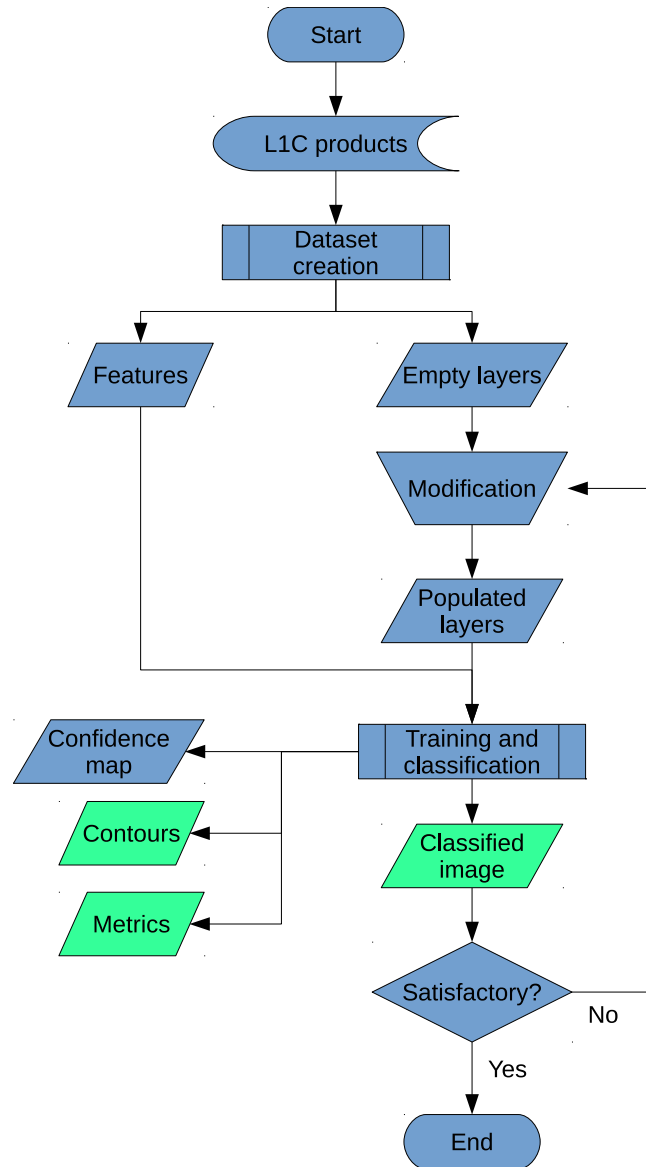 Start
L1C products
Dataset
creation
Features
Empty layers
Modification
Populated
layers
Confidence
map
Training and
classification
Contours
Classified
image
Metrics
Satisfactory?
No
Yes
End